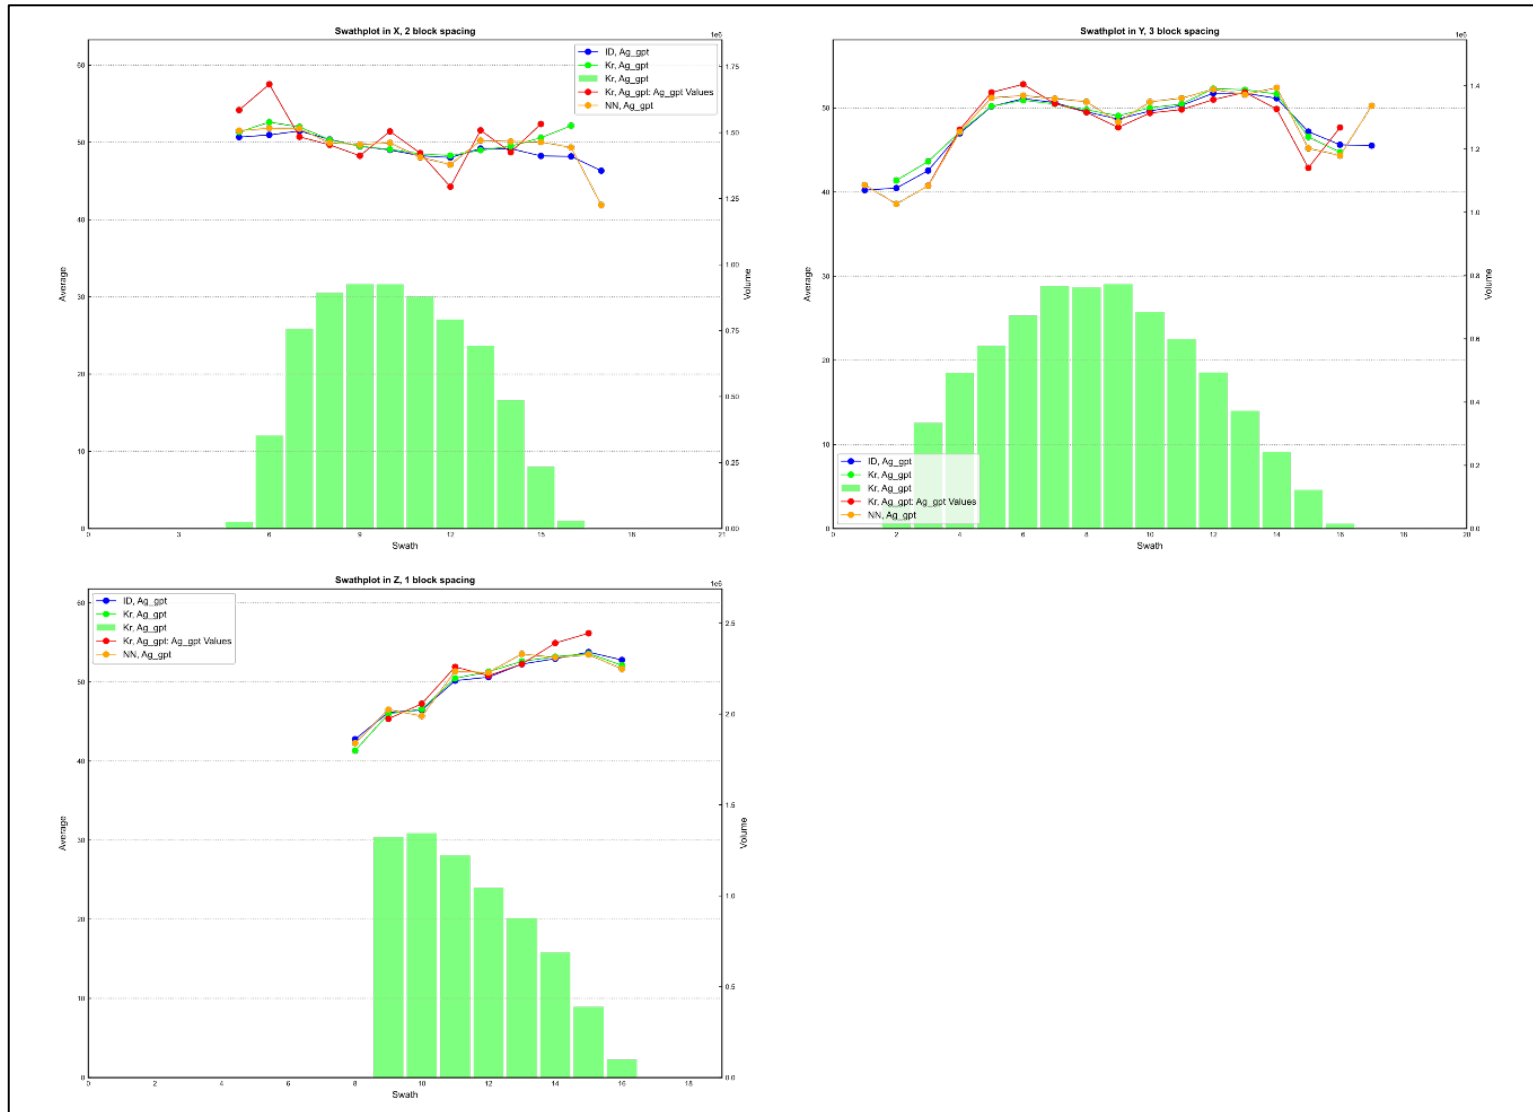 Swathplot in X, 2 block spacing
1e6
ID, Ag_gpt
Kr, Ag_gpt
Kr, Ag_gpt
Kr, Ag_gpt: Ag_gpt Values
NN, Ag_gpt
60
50
40
30
20
10
0
Average
1.75
1.50
1.25
1.00
0.75
0.50
0.25
0.00
Volume
0 3 6 9 12 15 18 21
Swath
Swathplot in Y, 3 block spacing
1e6
50
40
30
20
10
0
Average
1.4
1.2
1.0
0.8
0.6
0.4
0.2
0.0
Volume
ID, Ag_gpt
Kr, Ag_gpt
Kr, Ag_gpt
Kr, Ag_gpt: Ag_gpt Values
NN, Ag_gpt
0 2 4 6 8 10 12 14 16 18 20
Swath
Swathplot in Z, 1 block spacing
1e6
ID, Ag_gpt
Kr, Ag_gpt
Kr, Ag_gpt
Kr, Ag_gpt: Ag_gpt Values
NN, Ag_gpt
60
50
40
30
20
10
0
Average
2.5
2.0
1.5
1.0
0.5
0.0
Volume
0 2 4 6 8 10 12 14 16 18
Swath